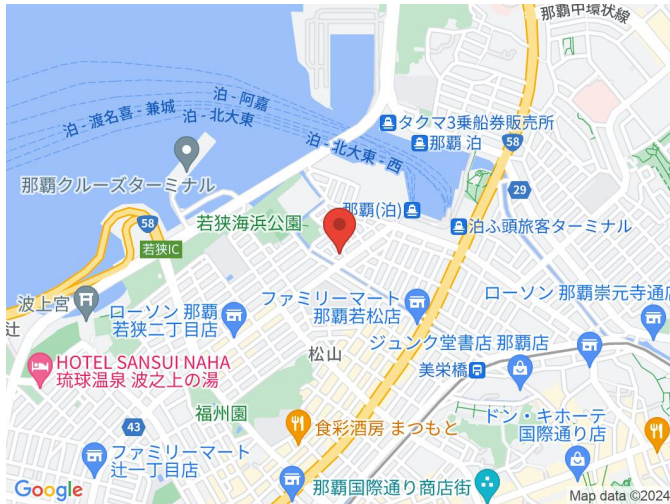 那覇中環状線
泊 - 阿嘉
泊 - 渡名喜 - 兼城
泊 - 北大東
タクマ3乗船券販売所
泊 - 北大東 - 西
那覇 泊
58
那覇クルーズターミナル
29
那覇(泊)
58
若狭海浜公園
泊ふ頭旅客ターミナル
若狭IC
波上宮
ローソン 那覇
若狭二丁目店
ファミリーマート
那覇若松店
ローソン 那覇崇元寺通店
辻
松山
ジュンク堂書店 那覇店
HOTEL SANSUI NAHA
琉球温泉 波之上の湯
美栄橋
福州園
43
食彩酒房 まつもと
ドン・キホーテ
国際通り店
ファミリーマート
辻一丁目店
那覇国際通り商店街
Google
Map data ©2024